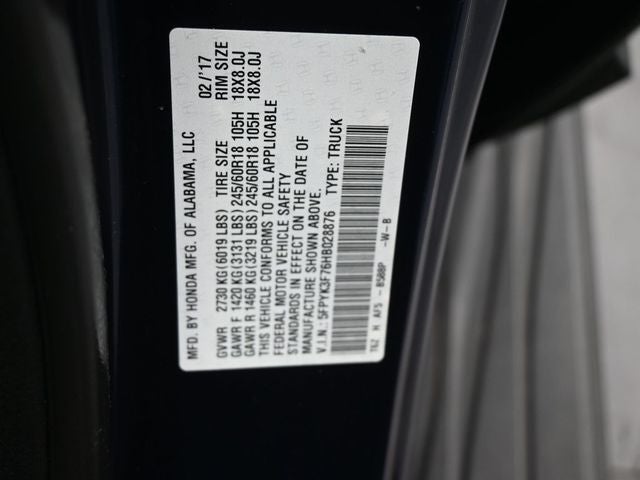 MFD. BY HONDA MFG. OF ALABAMA, LLC 02/'17
GVWR 2730 KG (6019 LBS) TIRE SIZE RIM SIZE
GAWR F 1420 KG (3131 LBS) 245/60R18 105H 18X8.0J
GAWR R 1460 KG (3219 LBS) 245/60R18 105H 18X8.0J
THIS VEHICLE CONFORMS TO ALL APPLICABLE
FEDERAL MOTOR VEHICLE SAFETY
STANDARDS IN EFFECT ON THE DATE OF
MANUFACTURE SHOWN ABOVE.
V.I.N.: 5FPYK3F76HB028876 TYPE: TRUCK
T6Z H AFS - B588P -W-B